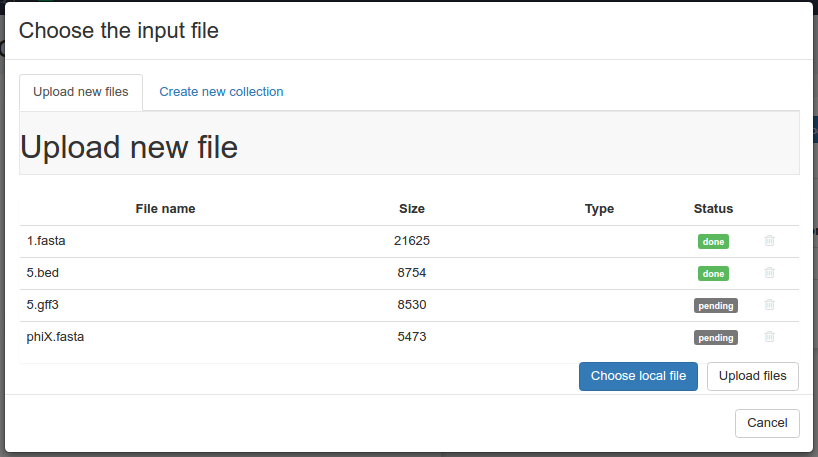 Choose the input file
Upload new files Create new collection
Upload new file
File name Size Type Status
1.fasta 21625 done
5.bed 8754 done
5.gff3 8530 pending
phiX.fasta 5473 pending
Choose local file Upload files
Cancel